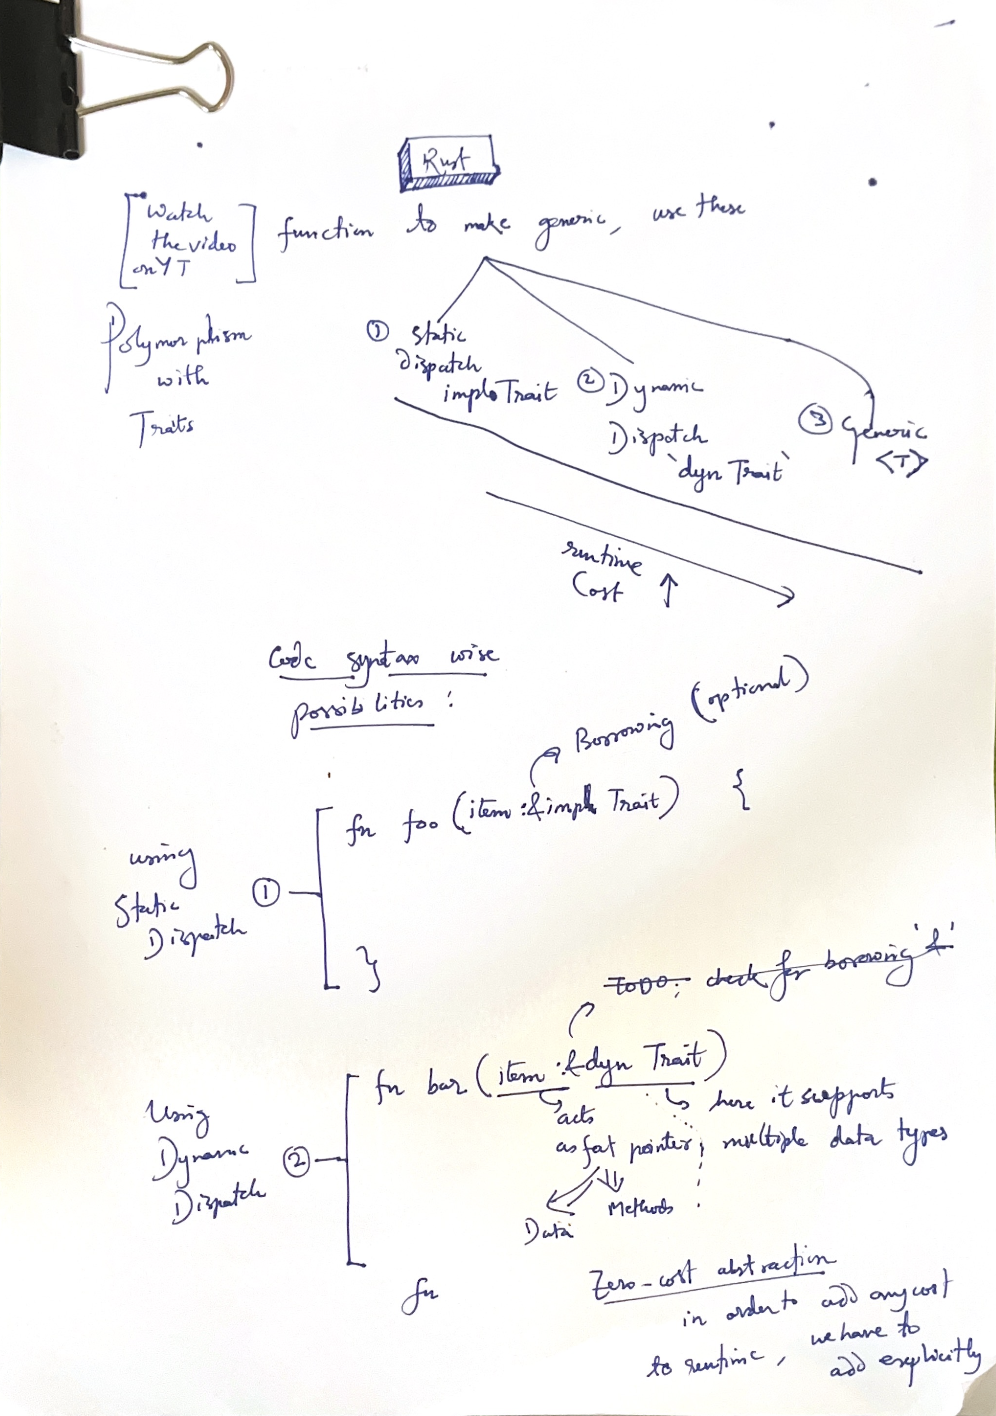 Rust
[Watch
the video
on YT]
function to make generic, use these
Polymorphism
with
Traits
① Static
Dispatch
impl Trait
② Dynamic
Dispatch
`dyn Trait`
③ Generic
<T>
runtime
Cost ↑
Code syntax wise
possibilities :
Borrowing (optional)
fn foo (item :&impl Trait) {
using
Static
Dispatch ①
}
TODO: check for borrowing '&'
fn bar (item :&dyn Trait)
Using
Dynamic
Dispatch ②
acts
as fat pointer;
here it supports
multiple data types
Data
Methods
fn
Zero-cost abstraction
in order to add any cost
to runtime, we have to
add explicitly